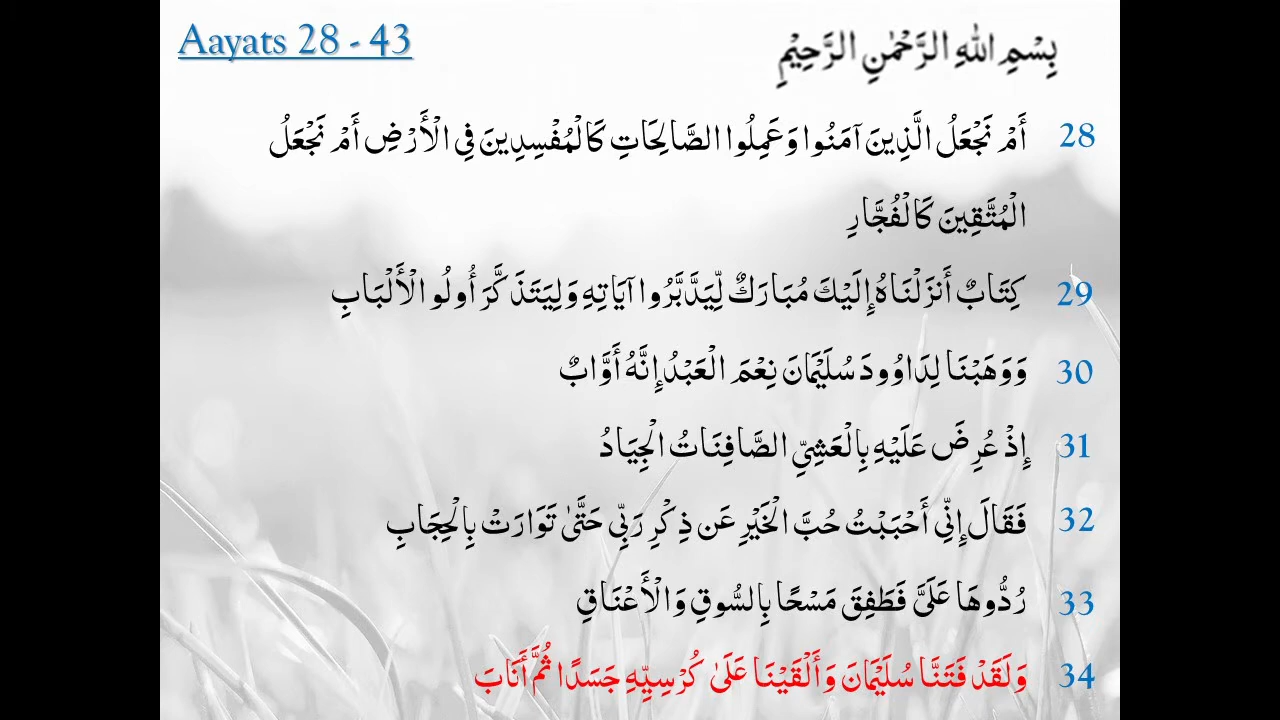 Aayats 28 - 43
بِسْمِ اللهِ الرَّحْمٰنِ الرَّحِيْمِ
28 أَمْ نَجْعَلُ الَّذِينَ آمَنُوا وَعَمِلُوا الصَّالِحَاتِ كَالْمُفْسِدِينَ فِي الْأَرْضِ أَمْ نَجْعَلُ
الْمُتَّقِينَ كَالْفُجَّارِ
29 كِتَابٌ أَنزَلْنَاهُ إِلَيْكَ مُبَارَكٌ لِّيَدَّبَّرُوا آيَاتِهِ وَلِيَتَذَكَّرَ أُولُو الْأَلْبَابِ
30 وَوَهَبْنَا لِدَاوُودَ سُلَيْمَانَ نِعْمَ الْعَبْدُ إِنَّهُ أَوَّابٌ
31 إِذْ عُرِضَ عَلَيْهِ بِالْعَشِيِّ الصَّافِنَاتُ الْجِيَادُ
32 فَقَالَ إِنِّي أَحْبَبْتُ حُبَّ الْخَيْرِ عَن ذِكْرِ رَبِّي حَتَّىٰ تَوَارَتْ بِالْحِجَابِ
33 رُدُّوهَا عَلَيَّ فَطَفِقَ مَسْحًا بِالسُّوقِ وَالْأَعْنَاقِ
34 وَلَقَدْ فَتَنَّا سُلَيْمَانَ وَأَلْقَيْنَا عَلَىٰ كُرْسِيِّهِ جَسَدًا ثُمَّ أَنَابَ